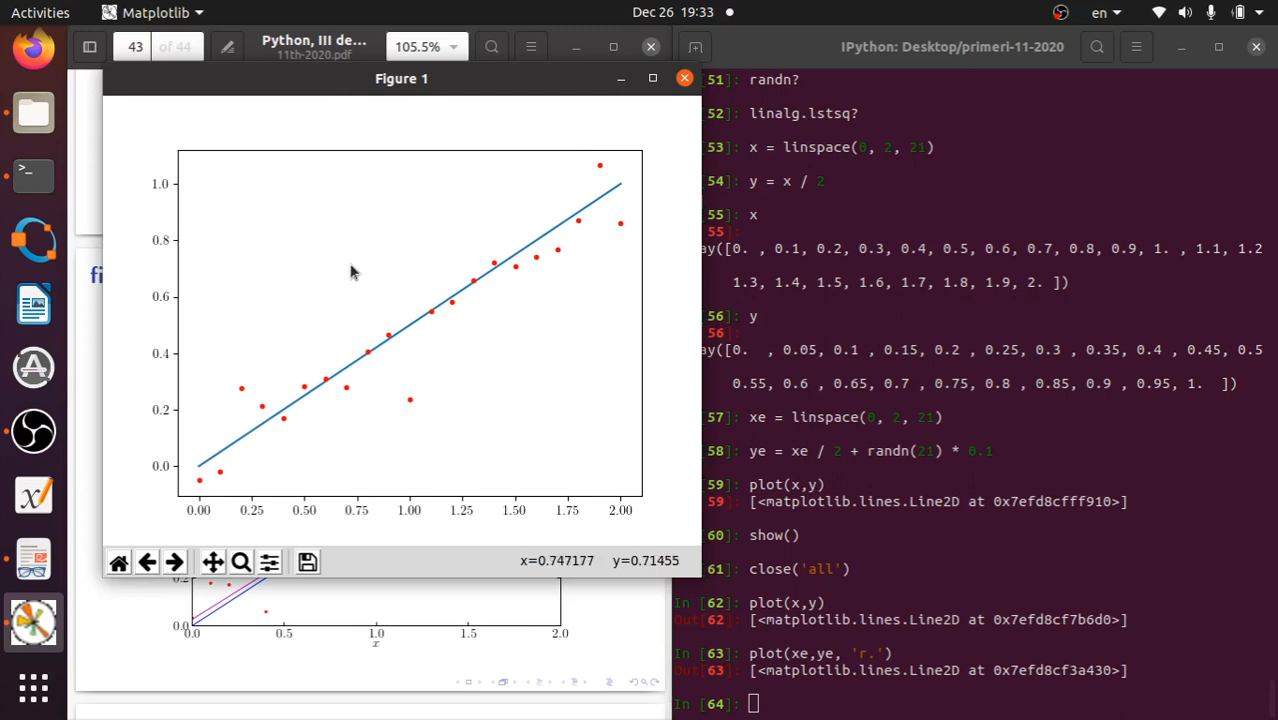 Activities
Matplotlib
Dec 26 19:33
en
43 of 44
Python, III de...
11th-2020.pdf
105.5%
IPython: Desktop/primeri-11-2020
Figure 1
1.0
0.8
0.6
0.4
0.2
0.0
0.00 0.25 0.50 0.75 1.00 1.25 1.50 1.75 2.00
x=0.747177 y=0.71455
fi
0.2
0.0
0.0 0.5 1.0 1.5 2.0
x
[51]: randn?
[52]: linalg.lstsq?
[53]: x = linspace(0, 2, 21)
[54]: y = x / 2
[55]: x
55]:
ay([0. , 0.1, 0.2, 0.3, 0.4, 0.5, 0.6, 0.7, 0.8, 0.9, 1. , 1.1, 1.2
1.3, 1.4, 1.5, 1.6, 1.7, 1.8, 1.9, 2. ])
[56]: y
56]:
ay([0. , 0.05, 0.1 , 0.15, 0.2 , 0.25, 0.3 , 0.35, 0.4 , 0.45, 0.5
0.55, 0.6 , 0.65, 0.7 , 0.75, 0.8 , 0.85, 0.9 , 0.95, 1. ])
[57]: xe = linspace(0, 2, 21)
[58]: ye = xe / 2 + randn(21) * 0.1
[59]: plot(x,y)
59]: [<matplotlib.lines.Line2D at 0x7efd8cfff910>]
[60]: show()
[61]: close('all')
In [62]: plot(x,y)
Out[62]: [<matplotlib.lines.Line2D at 0x7efd8cf7b6d0>]
In [63]: plot(xe,ye, 'r.')
Out[63]: [<matplotlib.lines.Line2D at 0x7efd8cf3a430>]
In [64]: